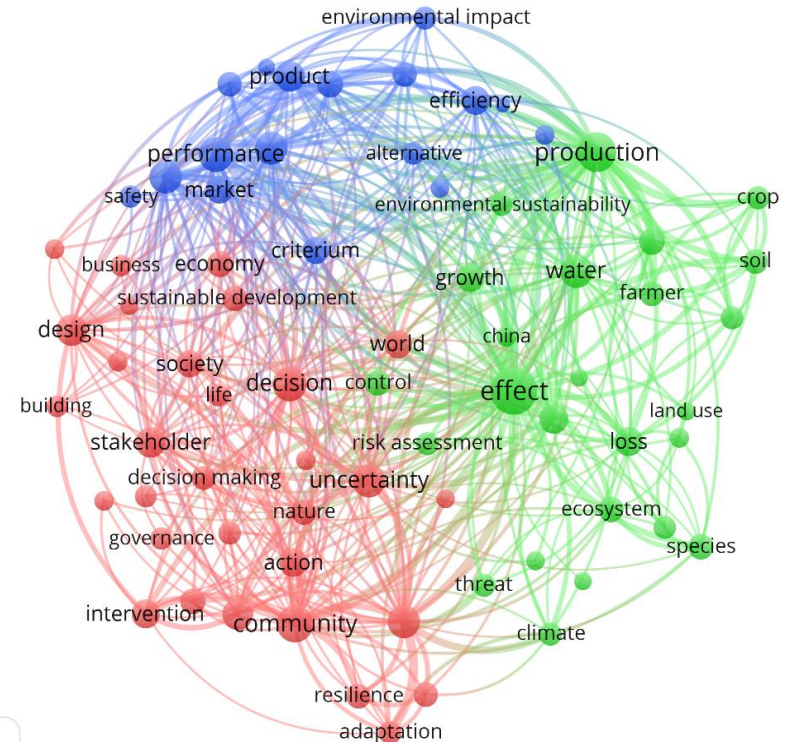 environmental impact
product
efficiency
performance
alternative
production
safety
market
environmental sustainability
crop
business
economy
criterium
growth
water
soil
sustainable development
farmer
design
society
world
china
life
decision
control
effect
building
land use
stakeholder
risk assessment
loss
decision making
uncertainty
nature
ecosystem
governance
species
action
threat
intervention
community
climate
resilience
adaptation